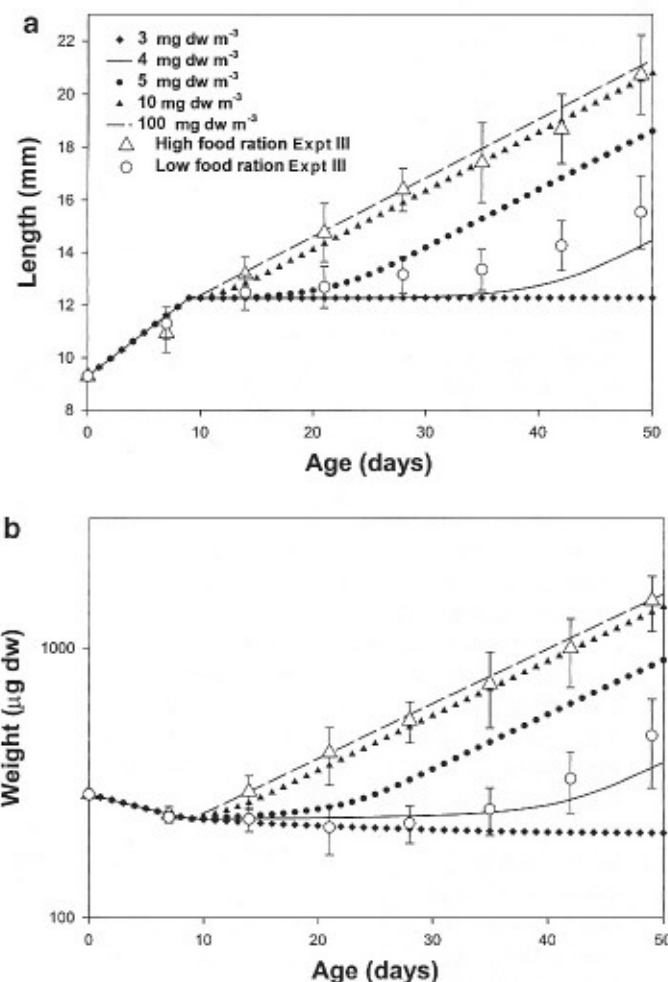 a
22
20
18
16
14
12
10
8
Length (mm)
3 mg dw m-3
4 mg dw m-3
5 mg dw m-3
10 mg dw m-3
100 mg dw m-3
High food ration Expt III
Low food ration Expt III
0 10 20 30 40 50
Age (days)
b
1000
100
Weight (μg dw)
0 10 20 30 40 50
Age (days)